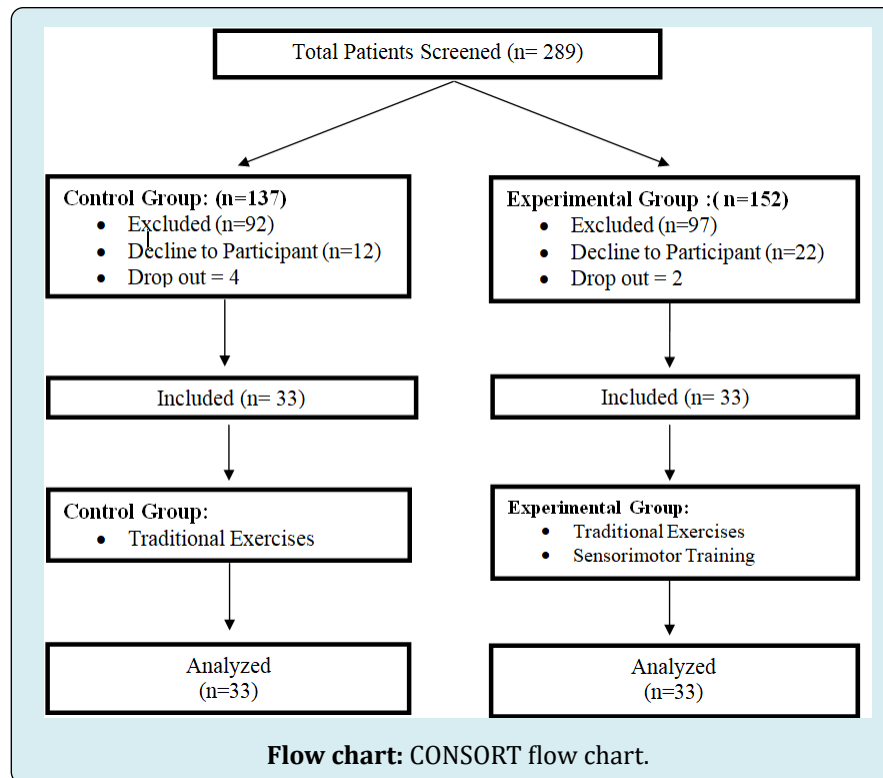 Total Patients Screened (n= 289)
Control Group: (n=137)
• Excluded (n=92)
• Decline to Participant (n=12)
• Drop out = 4
Experimental Group :( n=152)
• Excluded (n=97)
• Decline to Participant (n=22)
• Drop out = 2
Included (n= 33)
Included (n= 33)
Control Group:
• Traditional Exercises
Experimental Group:
• Traditional Exercises
• Sensorimotor Training
Analyzed
(n=33)
Analyzed
(n=33)
Flow chart: CONSORT flow chart.